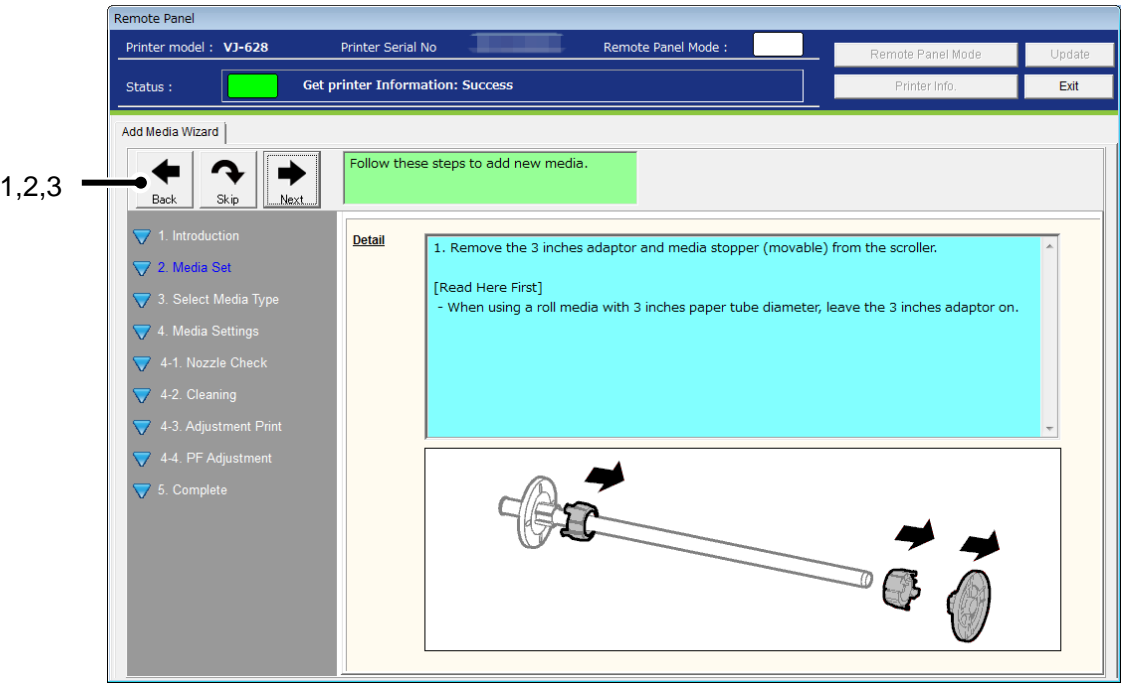 Remote Panel
Printer model : VJ-628 Printer Serial No Remote Panel Mode :
Remote Panel Mode Update
Status : Get printer Information: Success
Printer Info. Exit
Add Media Wizard
1,2,3
Back Skip Next
Follow these steps to add new media.
1. Introduction
2. Media Set
3. Select Media Type
4. Media Settings
4-1. Nozzle Check
4-2. Cleaning
4-3. Adjustment Print
4-4. PF Adjustment
5. Complete
Detail
1. Remove the 3 inches adaptor and media stopper (movable) from the scroller.
[Read Here First]
- When using a roll media with 3 inches paper tube diameter, leave the 3 inches adaptor on.